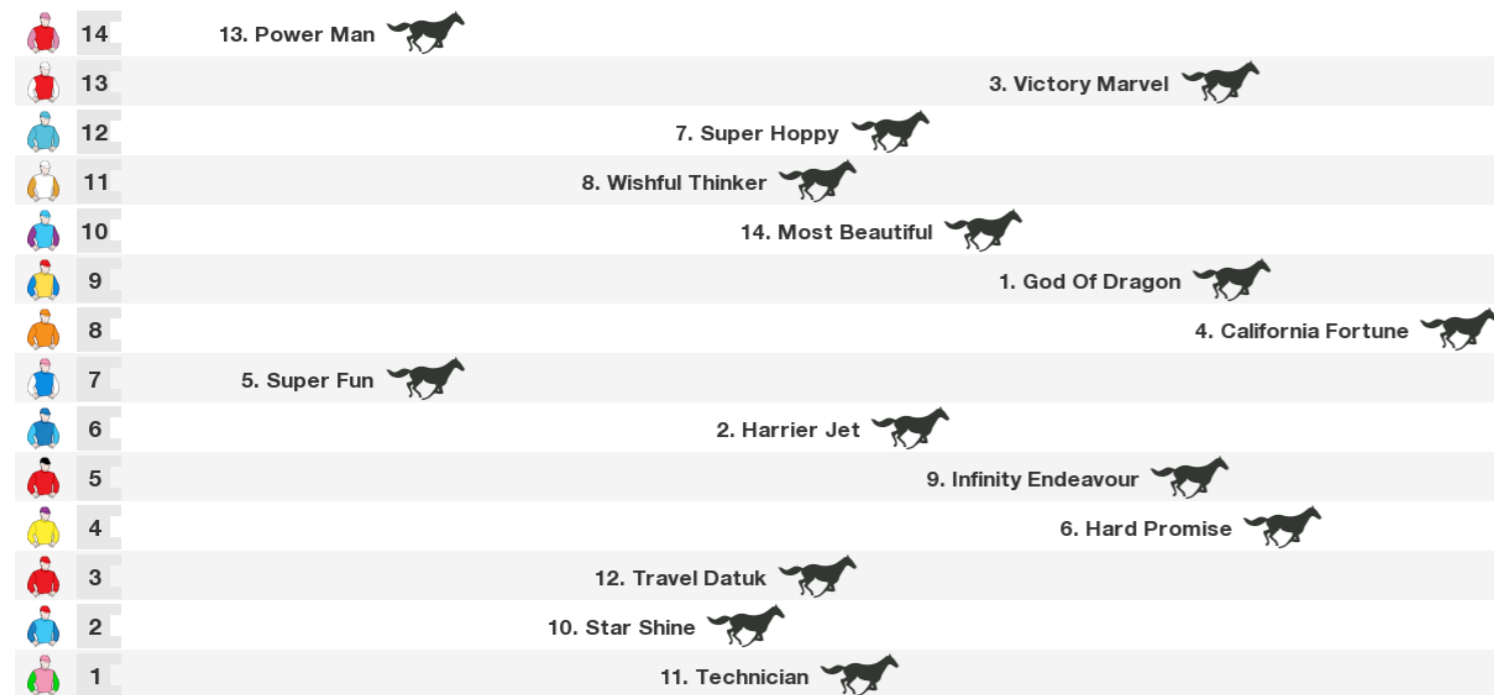 14 13. Power Man
13 3. Victory Marvel
12 7. Super Hoppy
11 8. Wishful Thinker
10 14. Most Beautiful
9 1. God Of Dragon
8 4. California Fortune
7 5. Super Fun
6 2. Harrier Jet
5 9. Infinity Endeavour
4 6. Hard Promise
3 12. Travel Datuk
2 10. Star Shine
1 11. Technician